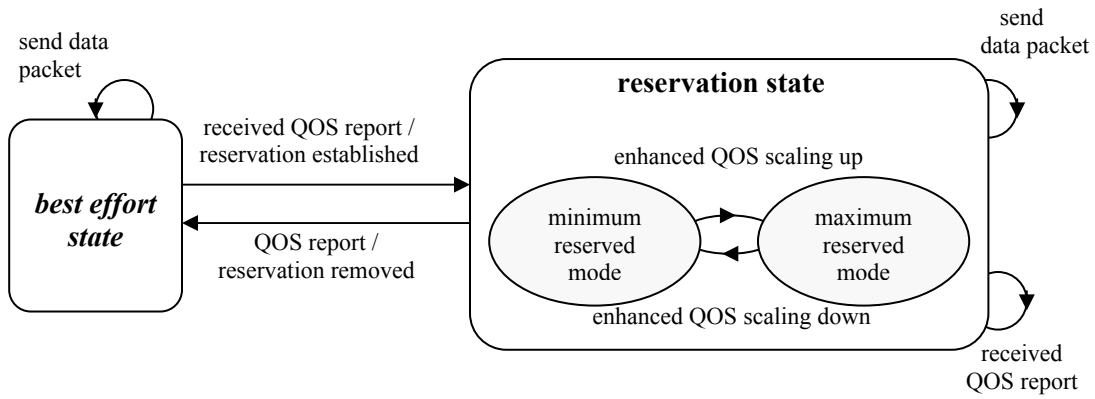 send data
packet
best effort
state
received QOS report /
reservation established
QOS report /
reservation removed
reservation state
enhanced QOS scaling up
minimum
reserved
mode
maximum
reserved
mode
enhanced QOS scaling down
send
data packet
received
QOS report